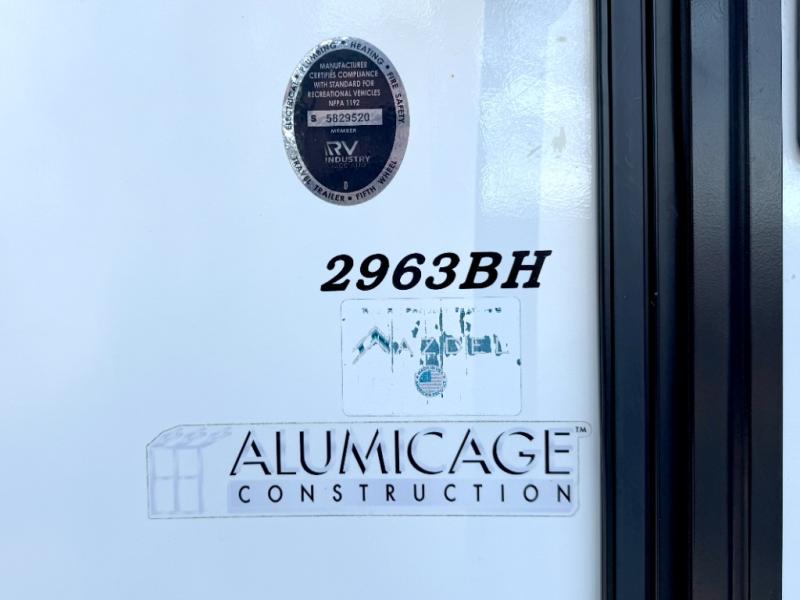 ELECTRICAL • PLUMBING • HEATING • FIRE SAFETY
MANUFACTURER
CERTIFIES COMPLIANCE
WITH STANDARD FOR
RECREATIONAL VEHICLES
NFPA 1192
S 5829520
MEMBER
RV
INDUSTRY
D
TRAVEL TRAILER • FIFTH WHEEL
2963BH
AZDEL
ALUMICAGE™
CONSTRUCTION